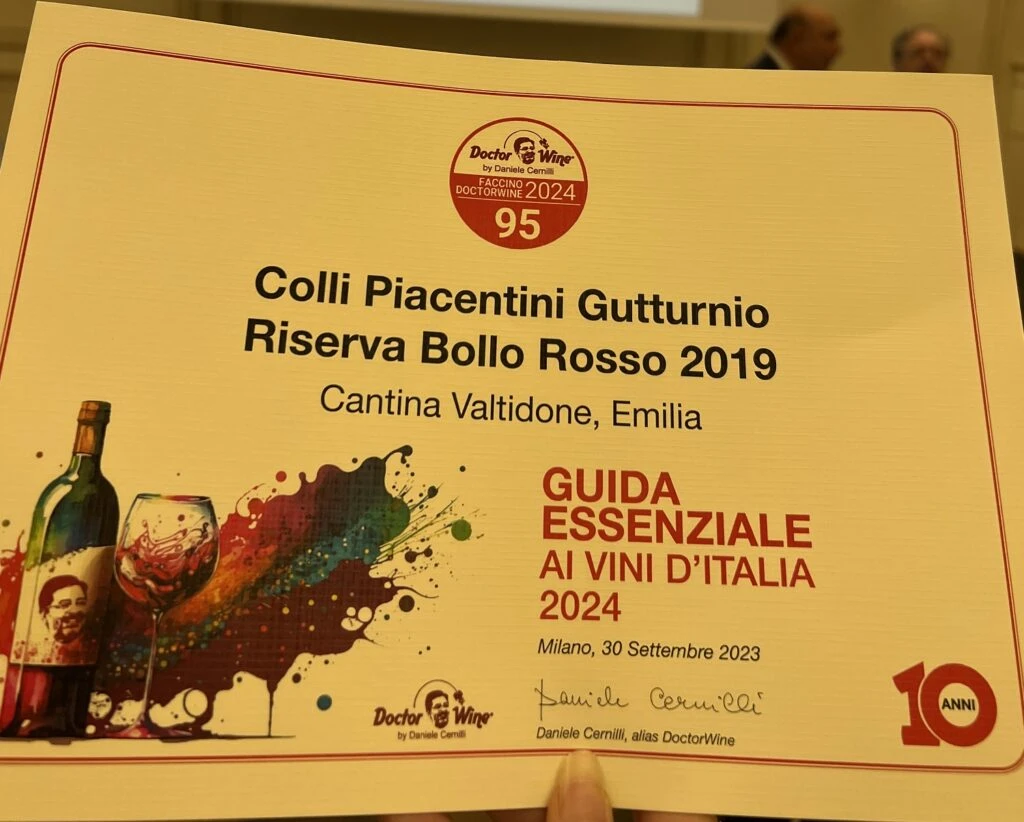 Doctor Wine
by Daniele Cernilli
FACCINO
DOCTORWINE 2024
95
Colli Piacentini Gutturnio
Riserva Bollo Rosso 2019
Cantina Valtidone, Emilia
GUIDA
ESSENZIALE
AI VINI D'ITALIA
2024
Milano, 30 Settembre 2023
Daniele Cernilli
Daniele Cernilli, alias DoctorWine
Doctor Wine
by Daniele Cernilli
10 ANNI